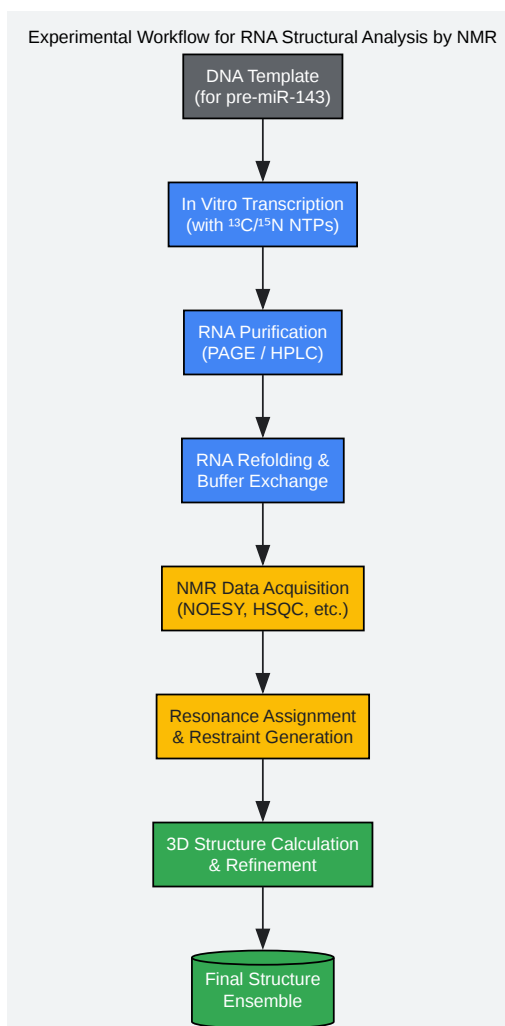 Experimental Workflow for RNA Structural Analysis by NMR
DNA Template
(for pre-miR-143)
In Vitro Transcription
(with ¹³C/¹⁵N NTPs)
RNA Purification
(PAGE / HPLC)
RNA Refolding &
Buffer Exchange
NMR Data Acquisition
(NOESY, HSQC, etc.)
Resonance Assignment
& Restraint Generation
3D Structure Calculation
& Refinement
Final Structure
Ensemble